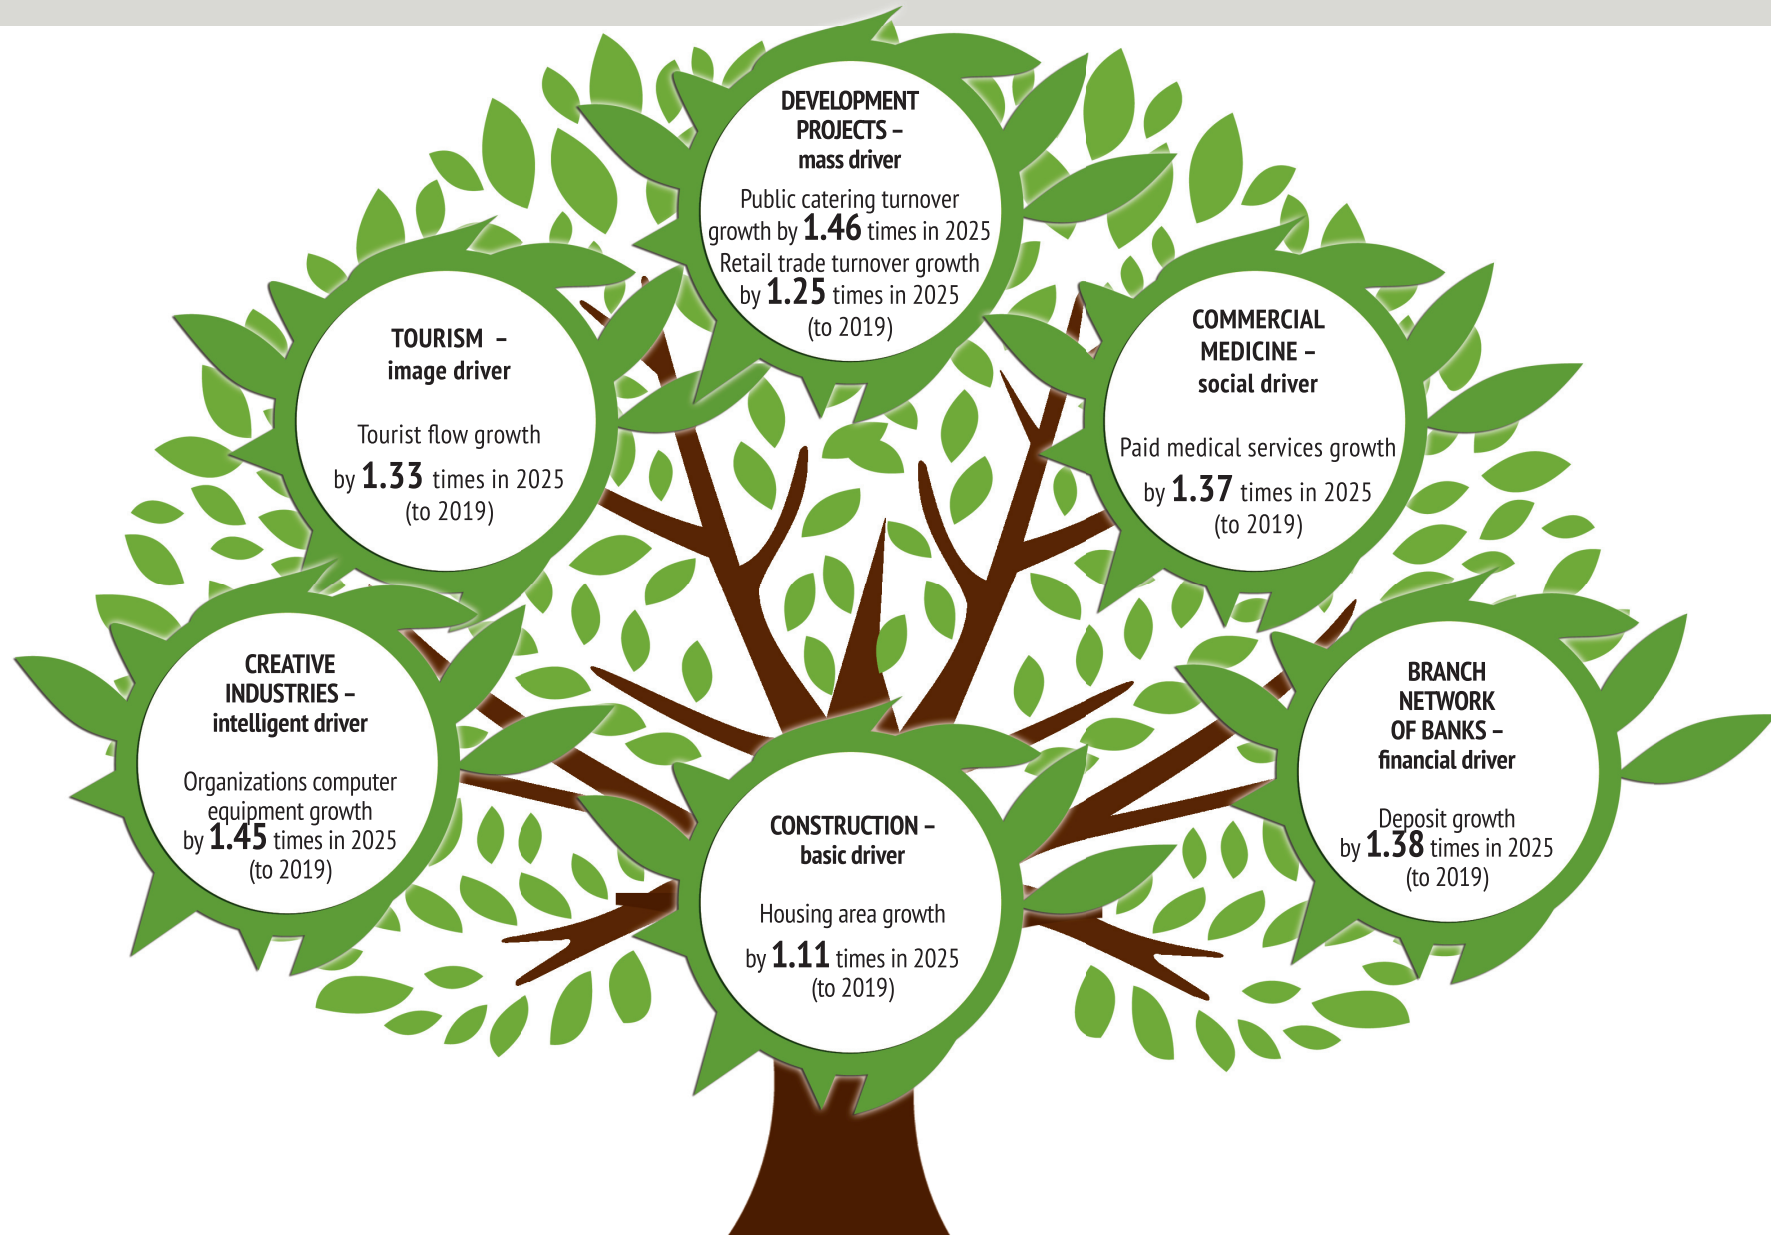 DEVELOPMENT
PROJECTS –
mass driver
Public catering turnover
growth by 1.46 times in 2025
Retail trade turnover growth
by 1.25 times in 2025
(to 2019)
TOURISM –
image driver
Tourist flow growth
by 1.33 times in 2025
(to 2019)
COMMERCIAL
MEDICINE –
social driver
Paid medical services growth
by 1.37 times in 2025
(to 2019)
CREATIVE
INDUSTRIES –
intelligent driver
Organizations computer
equipment growth
by 1.45 times in 2025
(to 2019)
CONSTRUCTION –
basic driver
Housing area growth
by 1.11 times in 2025
(to 2019)
BRANCH
NETWORK
OF BANKS –
financial driver
Deposit growth
by 1.38 times in 2025
(to 2019)